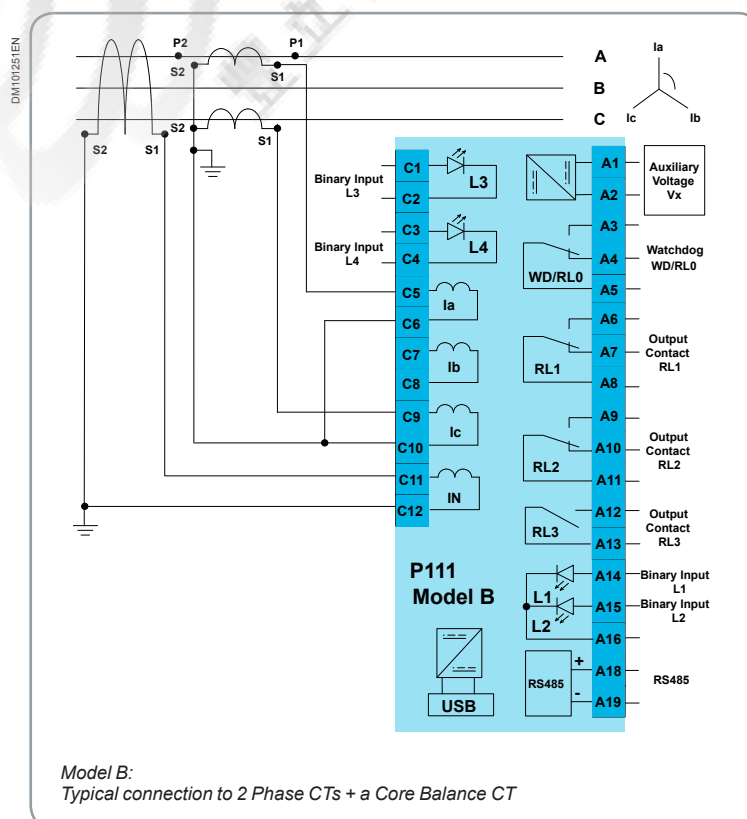 DM101251EN
P2
P1
S2
S1
A
Ia
B
Ic
Ib
C
S2
S1
S2
S1
Binary Input
L3
C1
C2
L3
Binary Input
L4
C3
C4
L4
C5
C6
Ia
C7
C8
Ib
C9
C10
Ic
C11
C12
IN
A1
A2
Auxiliary
Voltage
Vx
A3
A4
A5
WD/RL0
Watchdog
WD/RL0
A6
A7
A8
RL1
Output
Contact
RL1
A9
A10
A11
RL2
Output
Contact
RL2
A12
A13
RL3
Output
Contact
RL3
P111
Model B
A14
L1
Binary Input
L1
A15
L2
Binary Input
L2
A16
USB
RS485
+
-
A18
A19
RS485
Model B:
Typical connection to 2 Phase CTs + a Core Balance CT